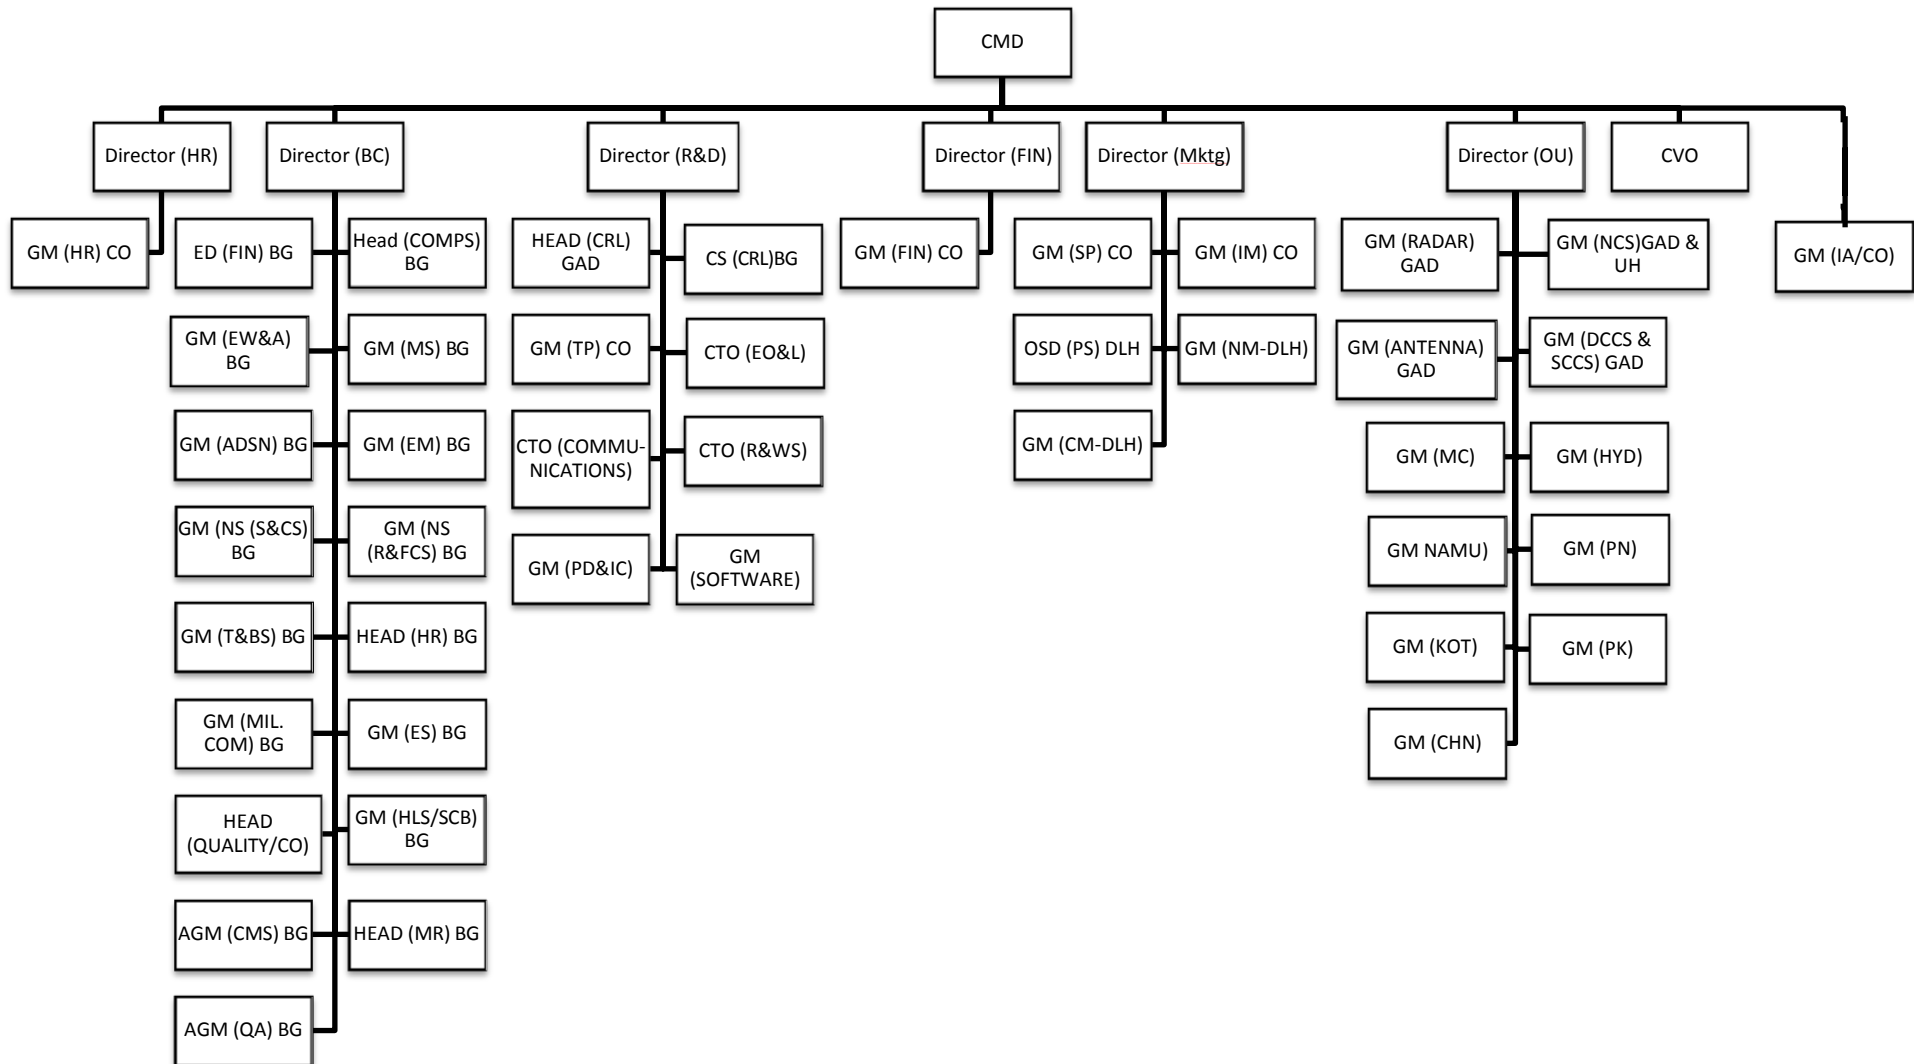 CMD
Director (HR)
Director (BC)
Director (R&D)
Director (FIN)
Director (Mktg)
Director (OU)
CVO
GM (HR) CO
ED (FIN) BG
Head (COMPS)
BG
HEAD (CRL)
GAD
CS (CRL)BG
GM (FIN) CO
GM (SP) CO
GM (IM) CO
GM (RADAR)
GAD
GM (NCS)GAD &
UH
GM (IA/CO)
GM (EW&A)
BG
GM (MS) BG
GM (TP) CO
CTO (EO&L)
OSD (PS) DLH
GM (NM-DLH)
GM (ANTENNA)
GAD
GM (DCCS &
SCCS) GAD
GM (ADSN) BG
GM (EM) BG
CTO (COMMU-
NICATIONS)
CTO (R&WS)
GM (CM-DLH)
GM (MC)
GM (HYD)
GM (NS (S&CS)
BG
GM (NS
(R&FCS) BG
GM (PD&IC)
GM
(SOFTWARE)
GM NAMU)
GM (PN)
GM (T&BS) BG
HEAD (HR) BG
GM (KOT)
GM (PK)
GM (MIL.
COM) BG
GM (ES) BG
GM (CHN)
HEAD
(QUALITY/CO)
GM (HLS/SCB)
BG
AGM (CMS) BG
HEAD (MR) BG
AGM (QA) BG